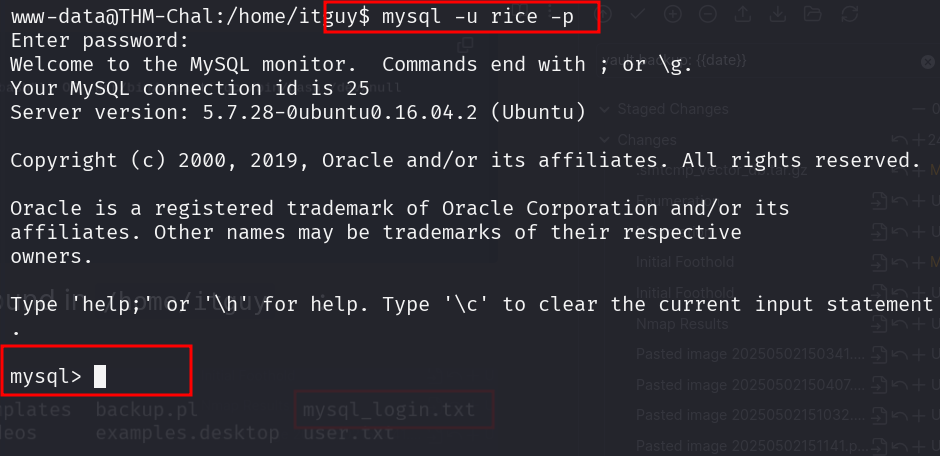 www-data@THM-Chal:/home/itguy$ mysql -u rice -p
Enter password:
Welcome to the MySQL monitor.  Commands end with ; or \g.
Your MySQL connection id is 25
Server version: 5.7.28-0ubuntu0.16.04.2 (Ubuntu)
Copyright (c) 2000, 2019, Oracle and/or its affiliates. All rights reserved.
Oracle is a registered trademark of Oracle Corporation and/or its
affiliates. Other names may be trademarks of their respective
owners.
Type 'help;' or '\h' for help. Type '\c' to clear the current input statement
.
mysql>
backup.pl mysql_login.txt
examples.desktop user.txt
{{date}}
Staged Changes
0
Changes
Initial Foothold
Initial Foothold
Nmap Results
Pasted image 20250502150341....
Pasted image 20250502150407....
Pasted image 20250502151032....
Pasted image 20250502151141.p...